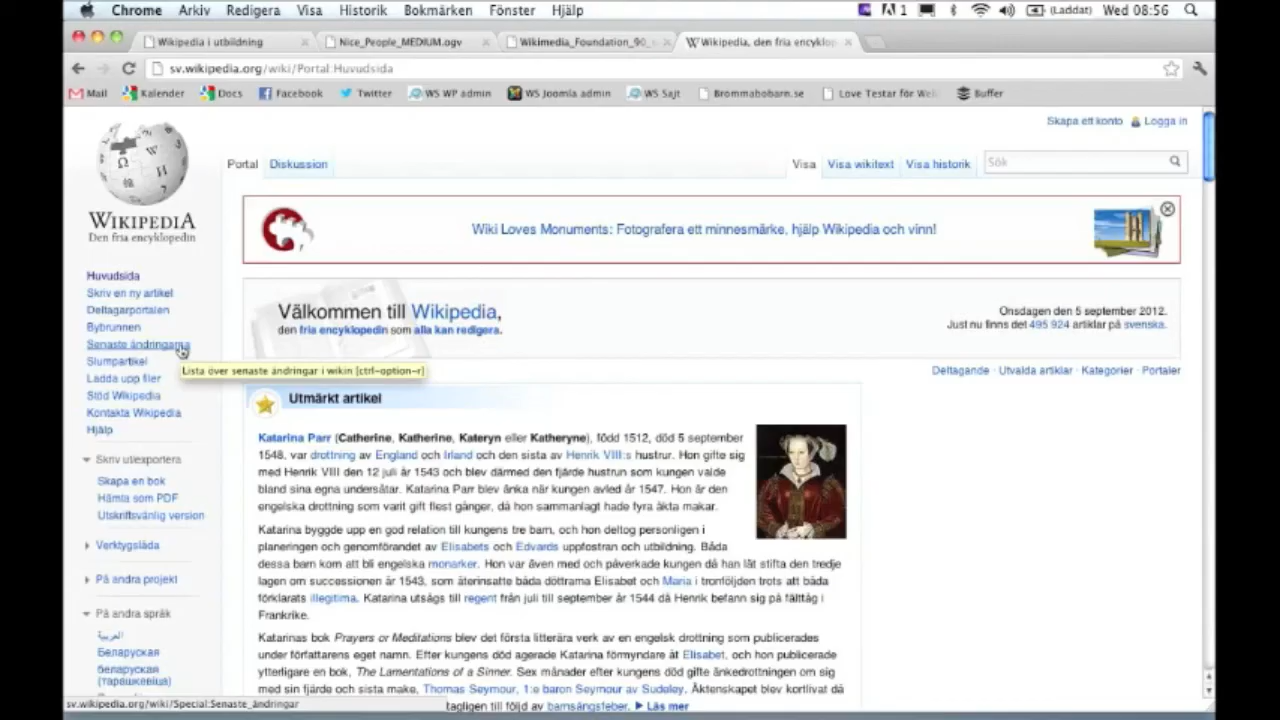 Chrome Arkiv Redigera Visa Historik Bokmärken Fönster Hjälp 1 (Laddat) Wed 08:56
Wikipedia i utbildning Nice_People_MEDIUM.ogv Wikimedia_Foundation_90_ Wikipedia, den fria encyklop
sv.wikipedia.org/wiki/Portal:Huvudsida
Mail Kalender Docs Facebook Twitter WS WP admin WS Joomla admin WS Sajt Brommabobarn.se Love Testar för Web Buffer
Skapa ett konto Logga in
Portal Diskussion Visa Visa wikitext Visa historik Sök
WIKIPEDIA
Den fria encyklopedin
Wiki Loves Monuments: Fotografera ett minnesmärke, hjälp Wikipedia och vinn!
Huvudsida
Skriv en ny artikel
Deltagarportalen
Bybrunnen
Senaste ändringarna
Slumpartikel
Ladda upp filer
Stöd Wikipedia
Kontakta Wikipedia
Hjälp
Skriv ut/exportera
Skapa en bok
Hämta som PDF
Utskriftsvänlig version
Verktygslåda
På andra projekt
På andra språk
العربية
Беларуская
беларуская
(тарашкевіца)
Lista över senaste ändringar i wikin [ctrl-option-r]
Välkommen till Wikipedia,
den fria encyklopedin som alla kan redigera.
Onsdagen den 5 september 2012.
Just nu finns det 495 924 artiklar på svenska.
Deltagande · Utvalda artiklar · Kategorier · Portaler
Utmärkt artikel
Katarina Parr (Catherine, Katherine, Kateryn eller Katheryne), född 1512, död 5 september
1548, var drottning av England och Irland och den sista av Henrik VIII:s hustrur. Hon gifte sig
med Henrik VIII den 12 juli år 1543 och blev därmed den fjärde hustrun som kungen valde
bland sina egna undersåtar. Katarina Parr blev änka när kungen avled år 1547. Hon är den
engelska drottning som varit gift flest gånger, då hon sammanlagt hade fyra äkta makar.
Katarina byggde upp en god relation till kungens tre barn, och hon deltog personligen i
planeringen och genomförandet av Elisabets och Edvards uppfostran och utbildning. Båda
dessa barn kom att bli engelska monarker. Hon var även med och påverkade kungen då han lät stifta den tredje
lagen om successionen år 1543, som återinsatte båda döttrarna Elisabet och Maria i tronföljden trots att båda
förklarats illegitima. Katarina utsågs till regent från juli till september år 1544 då Henrik befann sig på fälttåg i
Frankrike.
Katarinas bok Prayers or Meditations blev det första litterära verk av en engelsk drottning som publicerades
under författarens eget namn. Efter kungens död agerade Katarina förmyndare åt Elisabet, och hon publicerade
ytterligare en bok, The Lamentations of a Sinner. Sex månader efter kungens död gifte änkedrottningen om sig
med sin fjärde och sista make, Thomas Seymour, 1:e baron Seymour av Sudeley. Äktenskapet blev kortlivat då
tagligen till följd av barnsängsfeber. ▶ Läs mer
sv.wikipedia.org/wiki/Special:Senaste_ändringar